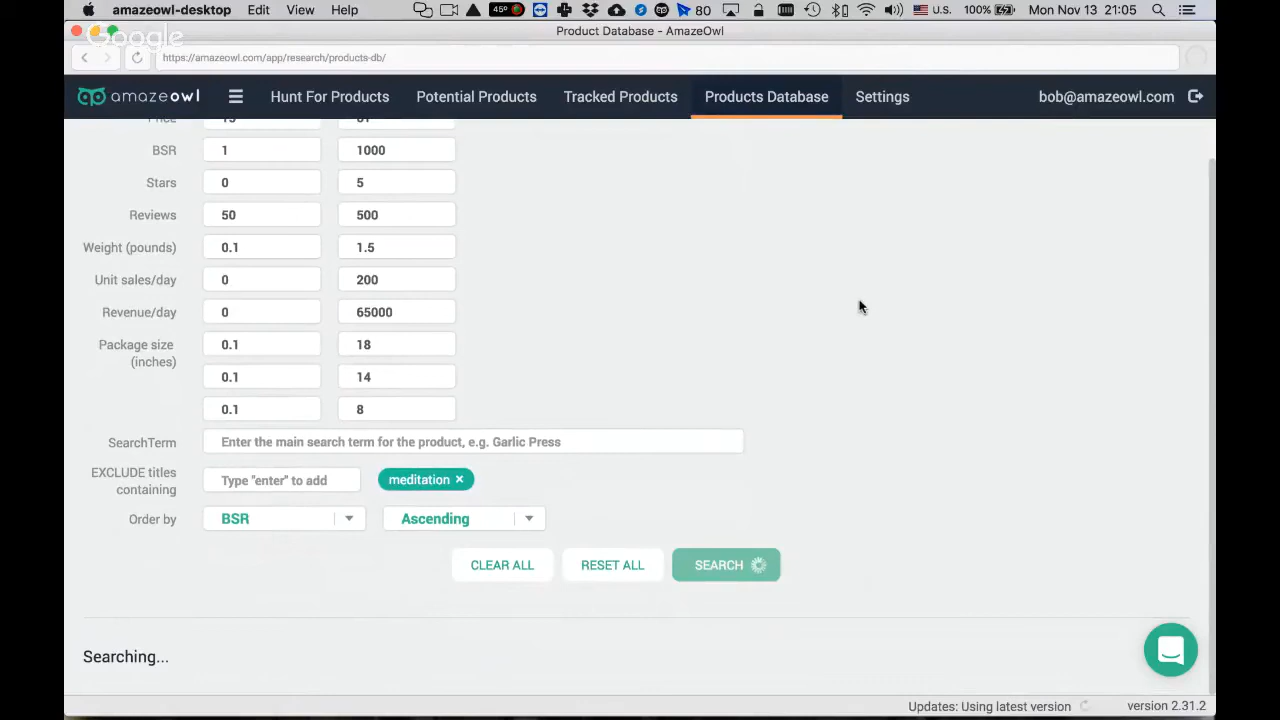 amazeowl-desktop Edit View Help 45° 80 U.S. 100% Mon Nov 13 21:05
Google
Product Database - AmazeOwl
https://amazeowl.com/app/research/products-db/
amazeowl Hunt For Products Potential Products Tracked Products Products Database Settings bob@amazeowl.com
Price
BSR 1 1000
Stars 0 5
Reviews 50 500
Weight (pounds) 0.1 1.5
Unit sales/day 0 200
Revenue/day 0 65000
Package size (inches) 0.1 18
0.1 14
0.1 8
SearchTerm Enter the main search term for the product, e.g. Garlic Press
EXCLUDE titles containing Type "enter" to add meditation ×
Order by BSR Ascending
CLEAR ALL RESET ALL SEARCH
Searching...
Updates: Using latest version version 2.31.2